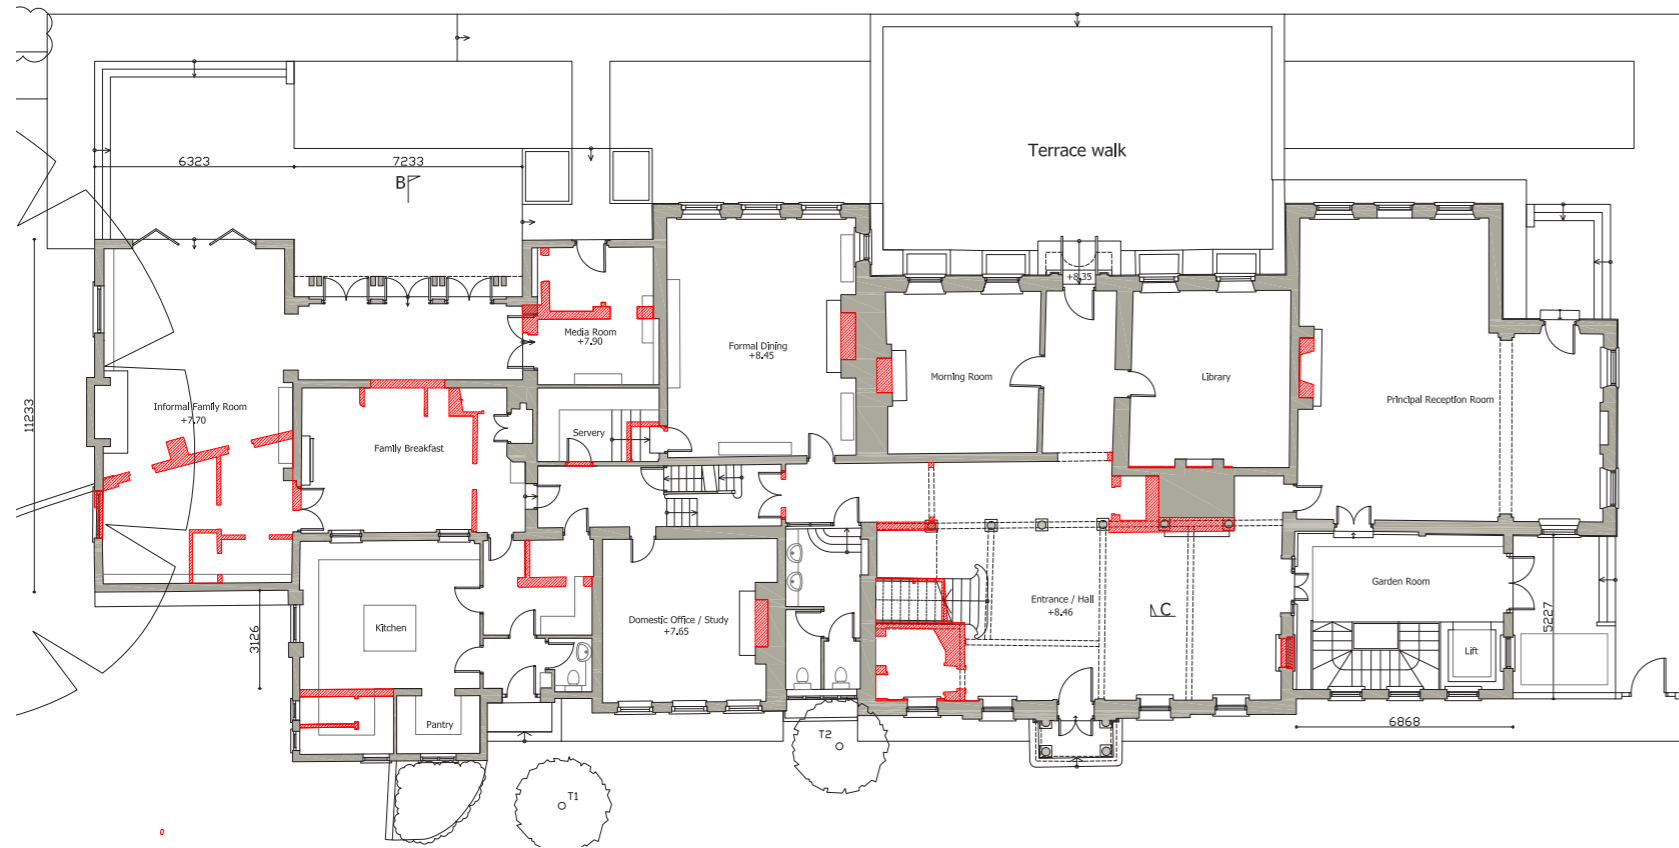 Terrace walk
6323
7233
B
+8.35
Media Room
+7.90
Formal Dining
+8.45
Morning Room
Library
Principal Reception Room
11233
Informal Family Room
+7.70
Family Breakfast
Servery
Garden Room
Entrance / Hall
+8.46
C
5227
Kitchen
3126
Domestic Office / Study
+7.65
Lift
Pantry
6868
T2
T1